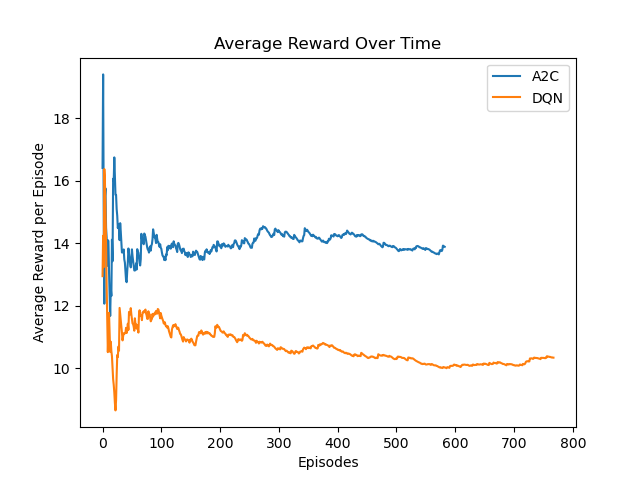 Average Reward Over Time
A2C
DQN
18
16
14
12
10
Average Reward per Episode
0 100 200 300 400 500 600 700 800
Episodes